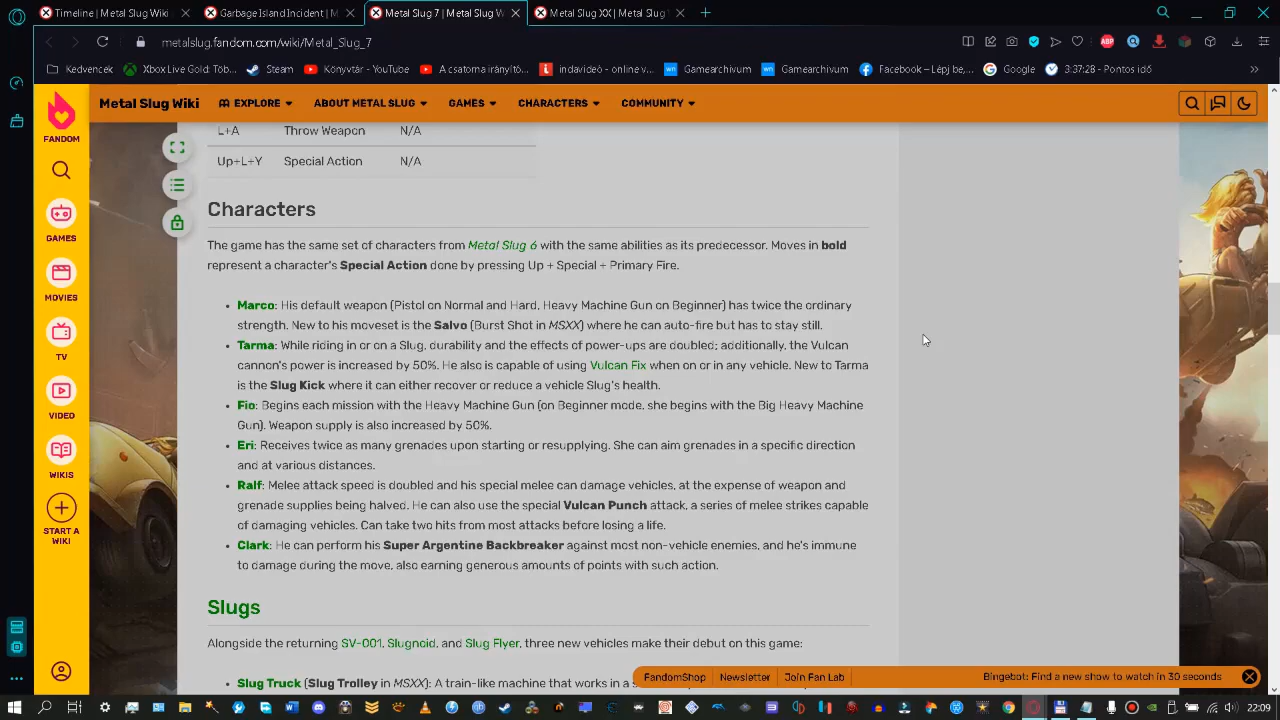 Timeline | Metal Slug Wi
Garbage Island Incident | M
Metal Slug 7 | Metal Slug W
Metal Slug XX | Metal Slug
metalslug.fandom.com/wiki/Metal_Slug_7
ABP
Kedvencek
Xbox Live Gold: Töb...
Steam
Könyvtár - YouTube
A csatorna irányító...
indavideó - online v...
Gamearchivum
Gamearchivum
Facebook – Lépj be,...
Google
3:37:28 - Pontos idő
FANDOM
Metal Slug Wiki
EXPLORE
ABOUT METAL SLUG
GAMES
CHARACTERS
COMMUNITY
GAMES
MOVIES
TV
VIDEO
WIKIS
START A
WIKI
L+A Throw Weapon N/A
Up+L+Y Special Action N/A
Characters
The game has the same set of characters from Metal Slug 6 with the same abilities as its predecessor. Moves in bold
represent a character's Special Action done by pressing Up + Special + Primary Fire.
Marco: His default weapon (Pistol on Normal and Hard, Heavy Machine Gun on Beginner) has twice the ordinary
strength. New to his moveset is the Salvo (Burst Shot in MSXX) where he can auto-fire but has to stay still.
Tarma: While riding in or on a Slug, durability and the effects of power-ups are doubled; additionally, the Vulcan
cannon's power is increased by 50%. He also is capable of using Vulcan Fix when on or in any vehicle. New to Tarma
is the Slug Kick where it can either recover or reduce a vehicle Slug's health.
Fio: Begins each mission with the Heavy Machine Gun (on Beginner mode, she begins with the Big Heavy Machine
Gun). Weapon supply is also increased by 50%.
Eri: Receives twice as many grenades upon starting or resupplying. She can aim grenades in a specific direction
and at various distances.
Ralf: Melee attack speed is doubled and his special melee can damage vehicles, at the expense of weapon and
grenade supplies being halved. He can also use the special Vulcan Punch attack, a series of melee strikes capable
of damaging vehicles. Can take two hits from most attacks before losing a life.
Clark: He can perform his Super Argentine Backbreaker against most non-vehicle enemies, and he's immune
to damage during the move, also earning generous amounts of points with such action.
Slugs
Alongside the returning SV-001, Slugnoid, and Slug Flyer, three new vehicles make their debut on this game:
Slug Truck (Slug Trolley in MSXX): A train-like machine that works in a s
FandomShop
Newsletter
Join Fan Lab
Bingebot: Find a new show to watch in 30 seconds
22:09